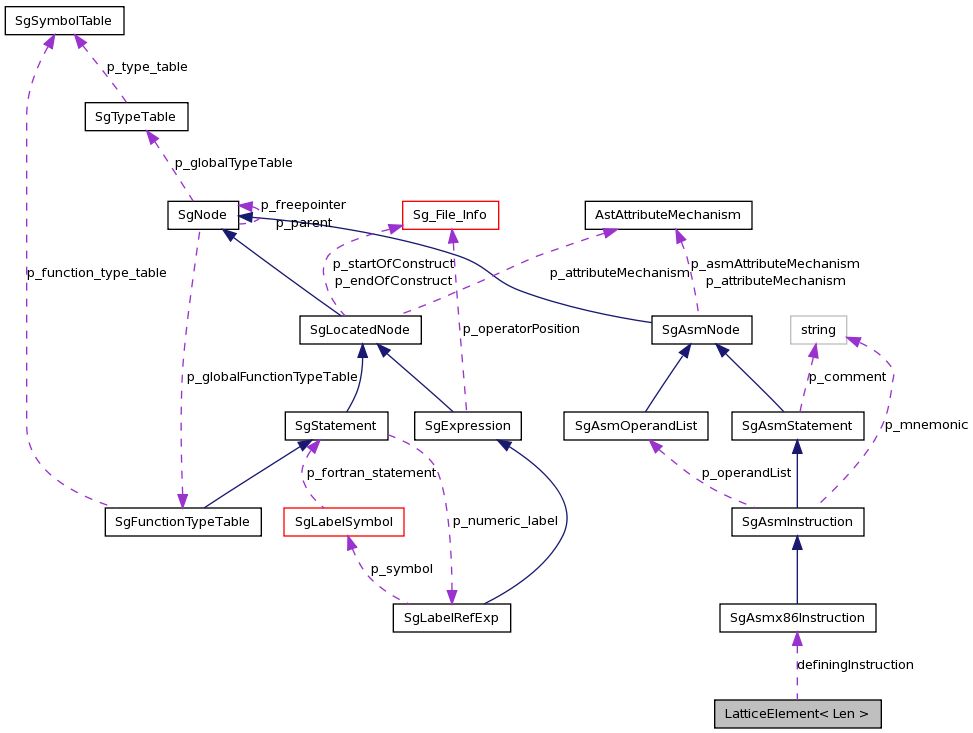 SgSymbolTable
p_type_table
SgTypeTable
p_globalTypeTable
p_freepointer
p_parent
SgNode
Sg_File_Info
AstAttributeMechanism
p_function_type_table
p_startOfConstruct
p_endOfConstruct
p_attributeMechanism
p_asmAttributeMechanism
p_attributeMechanism
SgLocatedNode
p_operatorPosition
SgAsmNode
string
p_globalFunctionTypeTable
p_comment
SgStatement
SgExpression
SgAsmOperandList
SgAsmStatement
p_mnemonic
p_fortran_statement
p_operandList
SgFunctionTypeTable
SgLabelSymbol
p_numeric_label
SgAsmInstruction
p_symbol
SgLabelRefExp
SgAsmx86Instruction
definingInstruction
LatticeElement< Len >